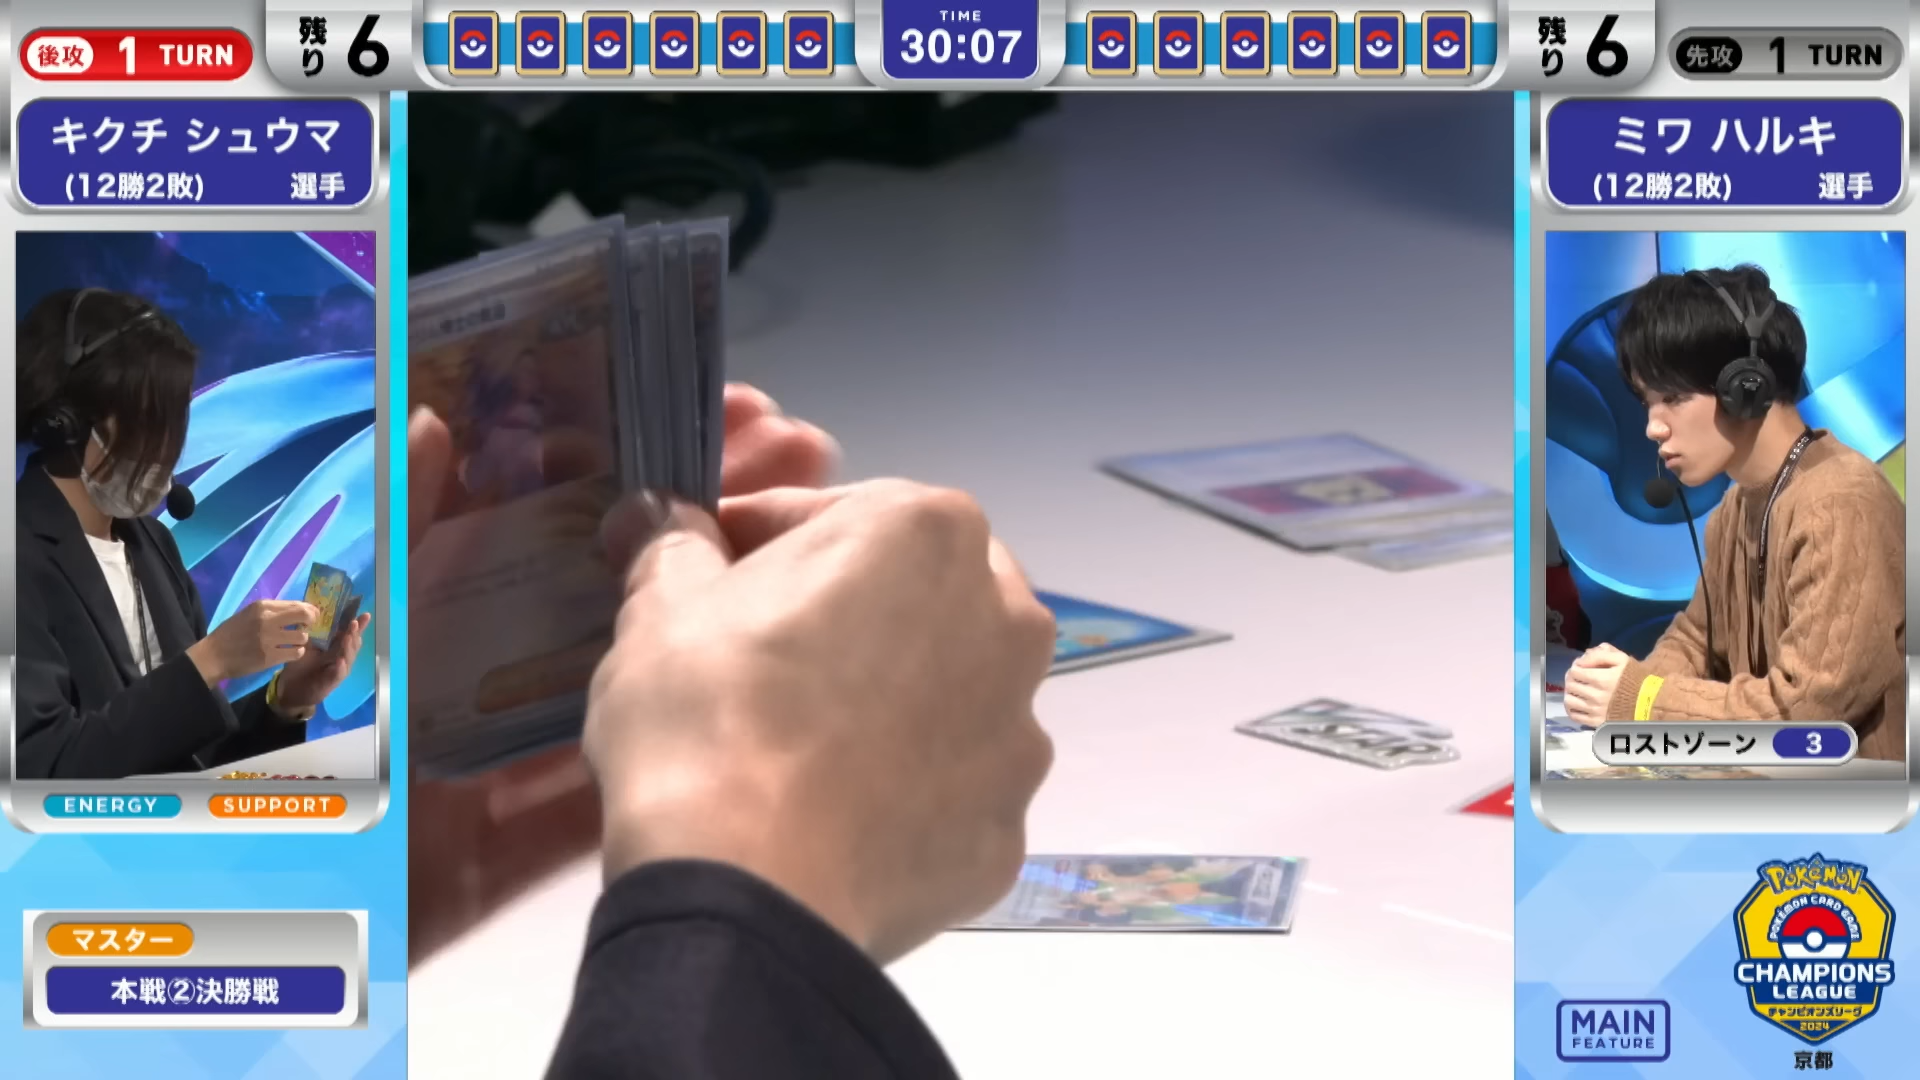 後攻 1 TURN
残り 6
TIME
30:07
残り 6
先攻 1 TURN
キクチ シュウマ
(12勝2敗) 選手
ミワ ハルキ
(12勝2敗) 選手
ロストゾーン 3
ENERGY SUPPORT
マスター
本戦②決勝戦
MAIN
FEATURE
POKÉMON
POKÉMON CARD GAME
CHAMPIONS
LEAGUE
チャンピオンズリーグ
2024
京都
VSTAR